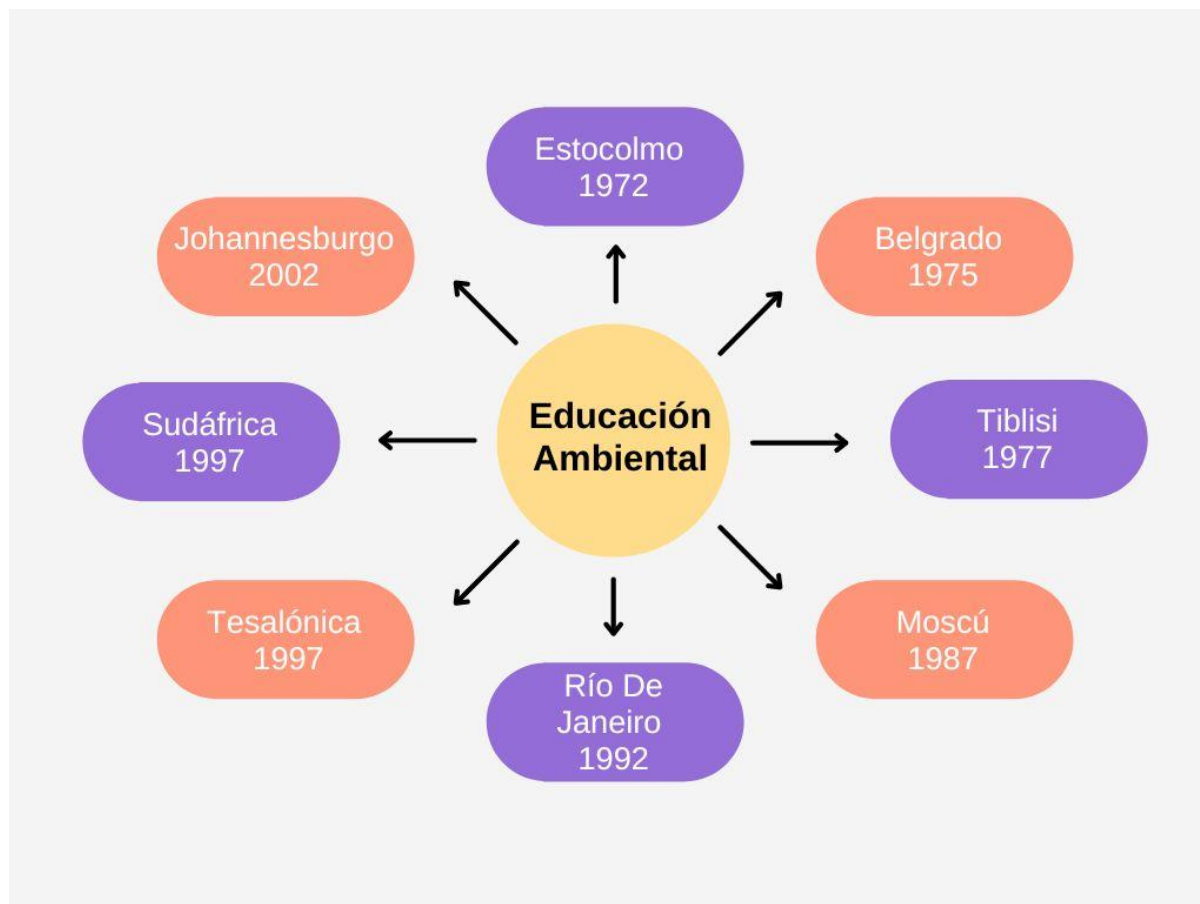 Estocolmo
1972
Johannesburgo
2002
Belgrado
1975
Sudáfrica
1997
Educación
Ambiental
Tiblisi
1977
Tesalónica
1997
Moscú
1987
Río De
Janeiro
1992